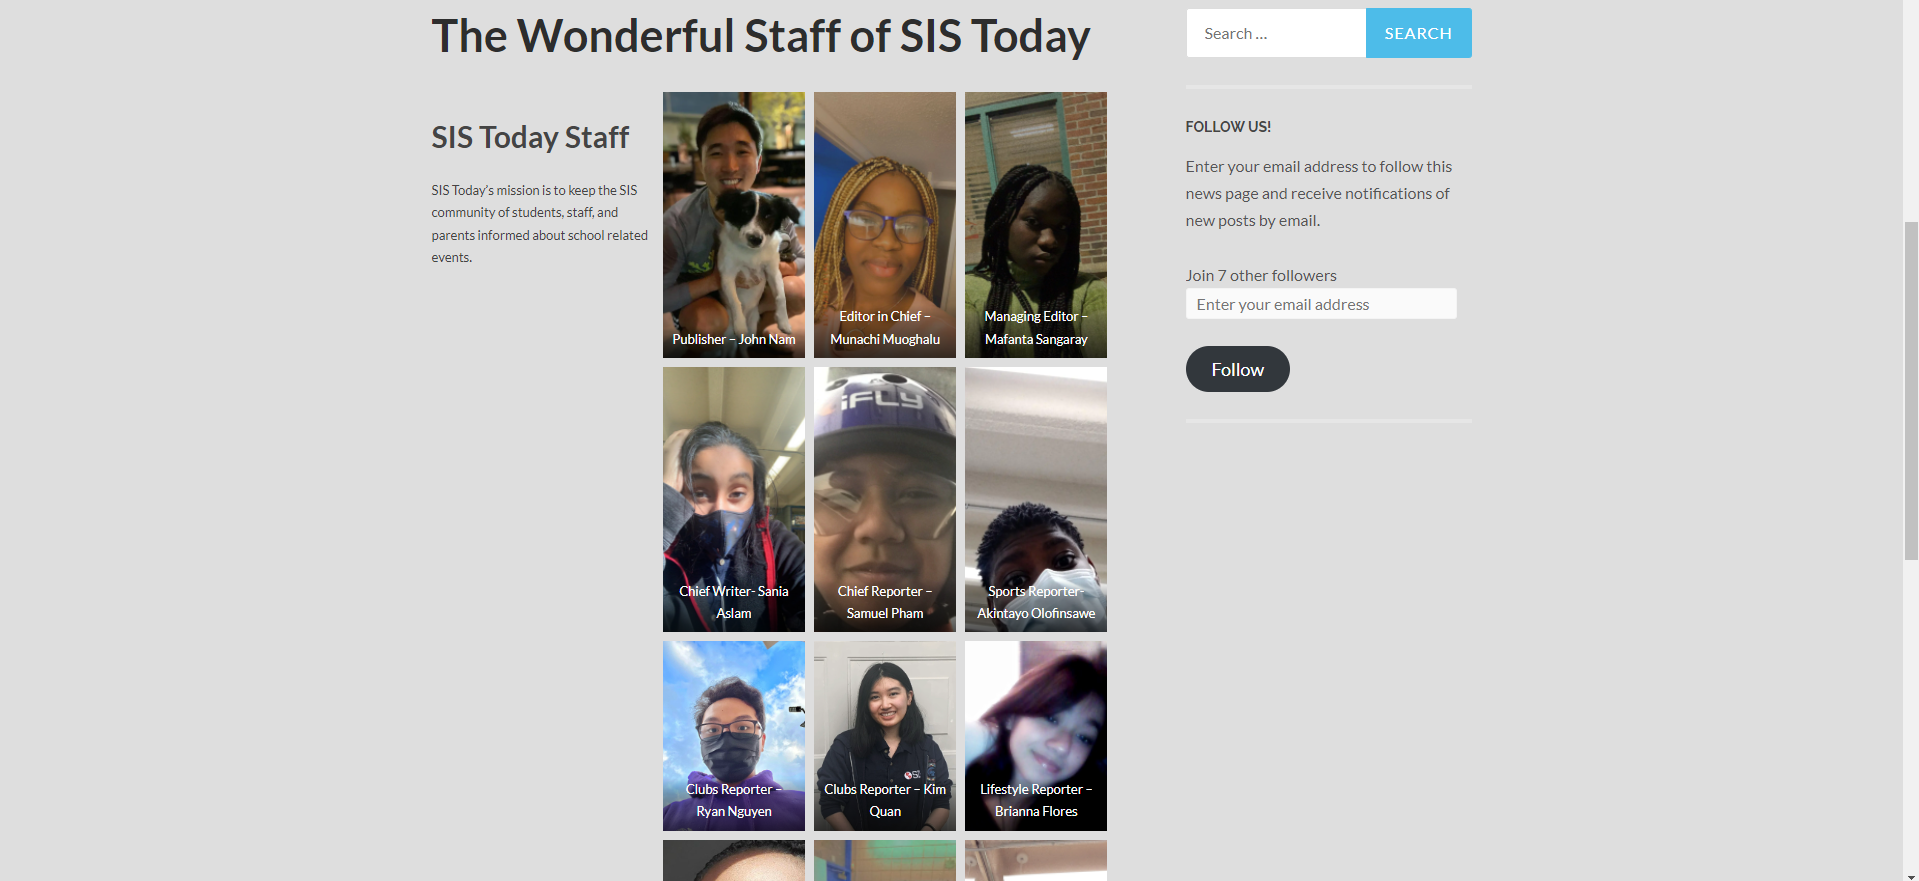 The Wonderful Staff of SIS Today
SIS Today Staff
SIS Today's mission is to keep the SIS
community of students, staff, and
parents informed about school related
events.
Publisher – John Nam
Editor in Chief –
Munachi Muoghalu
Managing Editor –
Mafanta Sangaray
iFLY
Chief Writer- Sania
Aslam
Chief Reporter –
Samuel Pham
Sports Reporter-
Akintayo Olofinsawe
Clubs Reporter –
Ryan Nguyen
Clubs Reporter – Kim
Quan
Lifestyle Reporter –
Brianna Flores
Search …
SEARCH
FOLLOW US!
Enter your email address to follow this
news page and receive notifications of
new posts by email.
Join 7 other followers
Enter your email address
Follow